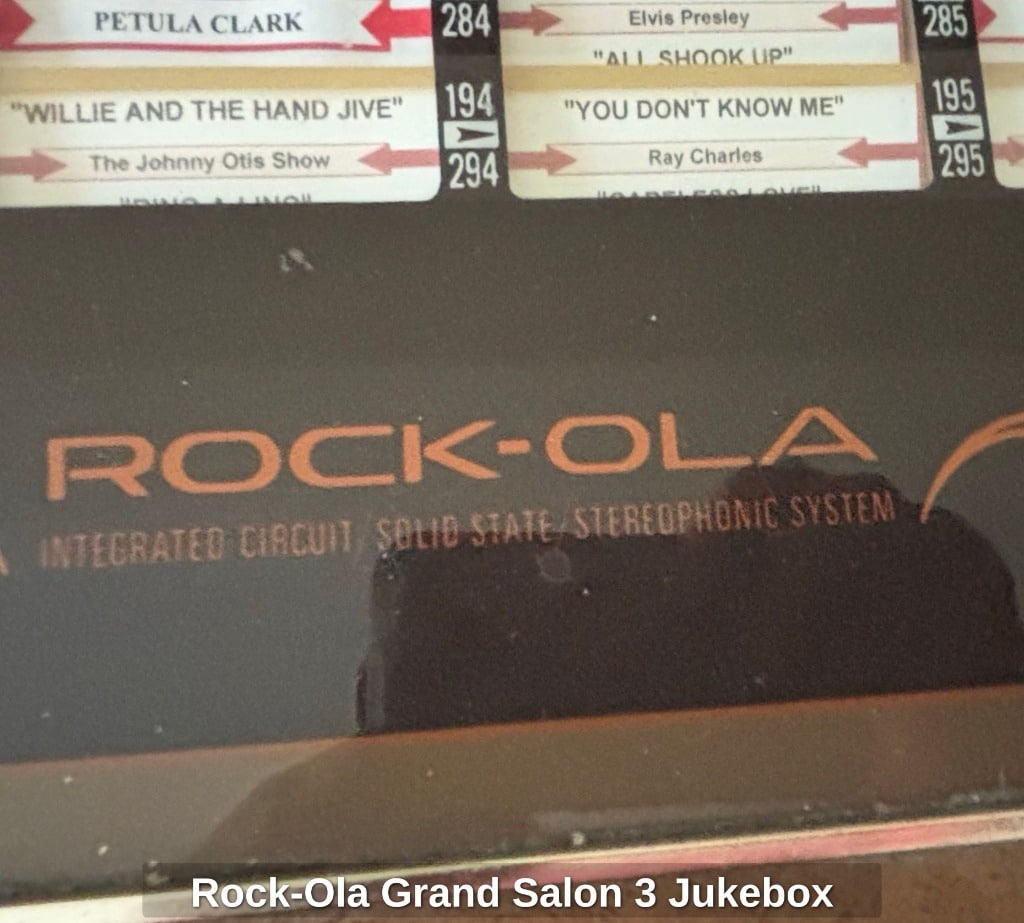 PETULA CLARK
284
Elvis Presley
285
"ALL SHOOK UP"
"WILLIE AND THE HAND JIVE"
194
"YOU DON'T KNOW ME"
195
The Johnny Otis Show
294
Ray Charles
295
"CARELESS LOVE"
ROCK-OLA
INTEGRATED CIRCUIT/SOLID STATE/STEREOPHONIC SYSTEM
Rock-Ola Grand Salon 3 Jukebox